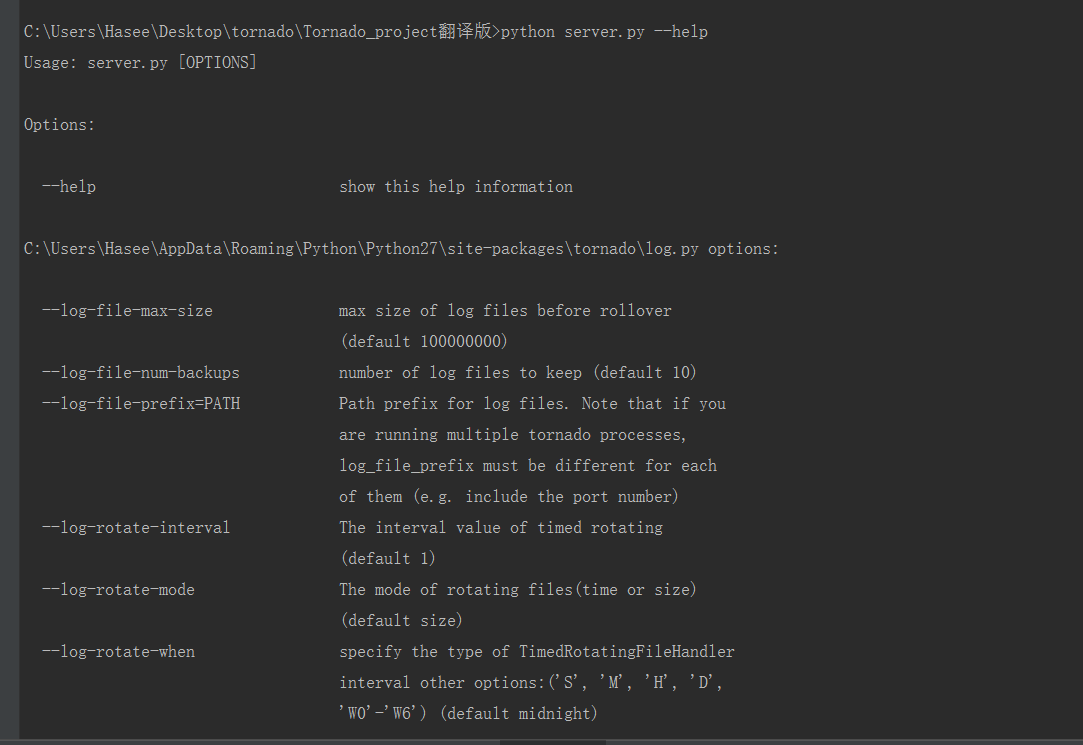 C:\Users\Hasee\Desktop\tornado\Tornado_project翻译版>python server.py --help
Usage: server.py [OPTIONS]
Options:
--help show this help information
C:\Users\Hasee\AppData\Roaming\Python\Python27\site-packages\tornado\log.py options:
--log-file-max-size max size of log files before rollover
(default 100000000)
--log-file-num-backups number of log files to keep (default 10)
--log-file-prefix=PATH Path prefix for log files. Note that if you
are running multiple tornado processes,
log_file_prefix must be different for each
of them (e.g. include the port number)
--log-rotate-interval The interval value of timed rotating
(default 1)
--log-rotate-mode The mode of rotating files(time or size)
(default size)
--log-rotate-when specify the type of TimedRotatingFileHandler
interval other options:('S', 'M', 'H', 'D',
'W0'-'W6') (default midnight)